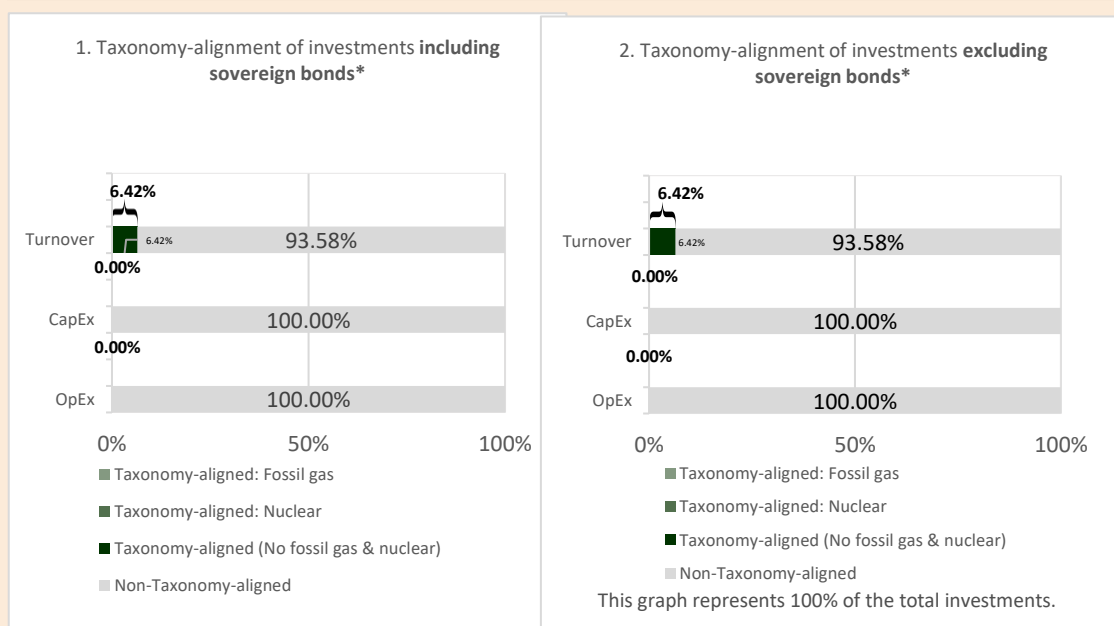 1. Taxonomy-alignment of investments including
sovereign bonds*
6.42%
Turnover
6.42%
93.58%
0.00%
CapEx
100.00%
0.00%
OpEx
100.00%
0%
50%
100%
Taxonomy-aligned: Fossil gas
Taxonomy-aligned: Nuclear
Taxonomy-aligned (No fossil gas & nuclear)
Non-Taxonomy-aligned
2. Taxonomy-alignment of investments excluding
sovereign bonds*
6.42%
Turnover
6.42%
93.58%
0.00%
CapEx
100.00%
0.00%
OpEx
100.00%
0%
50%
100%
Taxonomy-aligned: Fossil gas
Taxonomy-aligned: Nuclear
Taxonomy-aligned (No fossil gas & nuclear)
Non-Taxonomy-aligned
This graph represents 100% of the total investments.